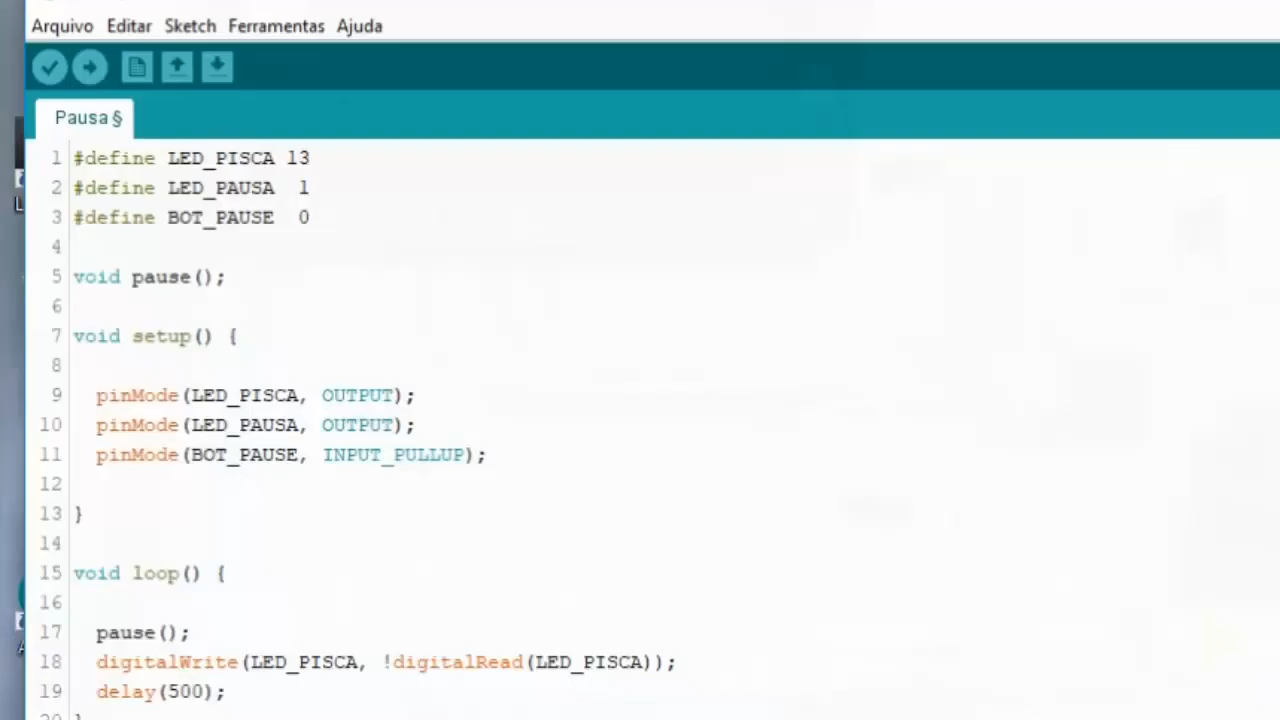 Arquivo Editar Sketch Ferramentas Ajuda
Pausa §
1 #define LED_PISCA 13
2 #define LED_PAUSA  1
3 #define BOT_PAUSE  0
4
5 void pause();
6
7 void setup() {
8
9   pinMode(LED_PISCA, OUTPUT);
10   pinMode(LED_PAUSA, OUTPUT);
11   pinMode(BOT_PAUSE, INPUT_PULLUP);
12
13 }
14
15 void loop() {
16
17   pause();
18   digitalWrite(LED_PISCA, !digitalRead(LED_PISCA));
19   delay(500);
20 }